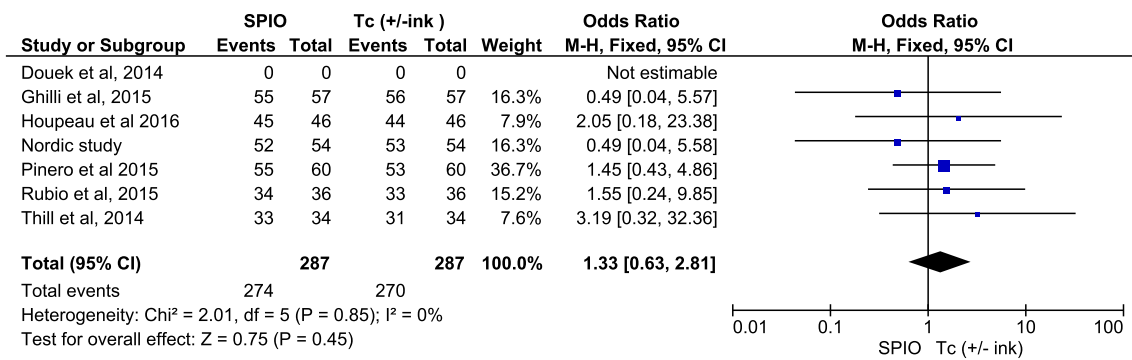 SPIO Tc (+/-ink ) Odds Ratio Odds Ratio
Study or Subgroup Events Total Events Total Weight M-H, Fixed, 95% CI M-H, Fixed, 95% CI
Douek et al, 2014 0 0 0 0 Not estimable
Ghilli et al, 2015 55 57 56 57 16.3% 0.49 [0.04, 5.57]
Houpeau et al 2016 45 46 44 46 7.9% 2.05 [0.18, 23.38]
Nordic study 52 54 53 54 16.3% 0.49 [0.04, 5.58]
Pinero et al 2015 55 60 53 60 36.7% 1.45 [0.43, 4.86]
Rubio et al, 2015 34 36 33 36 15.2% 1.55 [0.24, 9.85]
Thill et al, 2014 33 34 31 34 7.6% 3.19 [0.32, 32.36]
Total (95% CI) 287 287 100.0% 1.33 [0.63, 2.81]
Total events 274 270
Heterogeneity: Chi² = 2.01, df = 5 (P = 0.85); I² = 0%
Test for overall effect: Z = 0.75 (P = 0.45)
0.01 0.1 1 10 100
SPIO Tc (+/- ink)